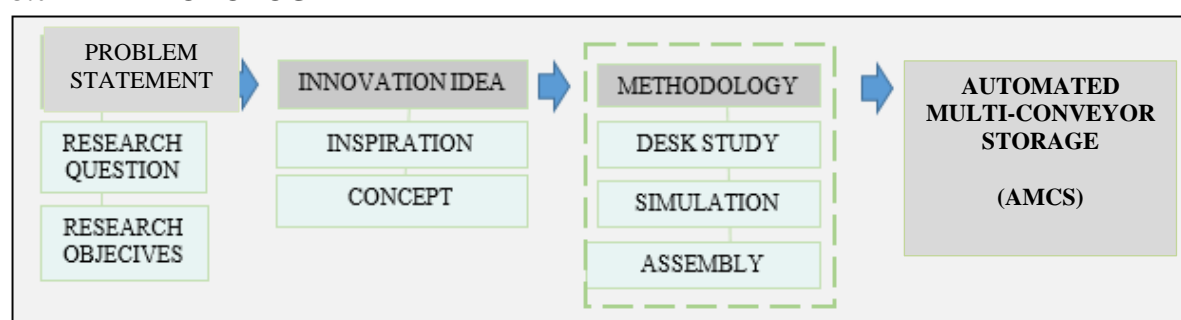 PROBLEM
STATEMENT
RESEARCH
QUESTION
RESEARCH
OBJECIVES
INNOVATION IDEA
INSPIRATION
CONCEPT
METHODOLOGY
DESK STUDY
SIMULATION
ASSEMBLY
AUTOMATED
MULTI-CONVEYOR
STORAGE
(AMCS)